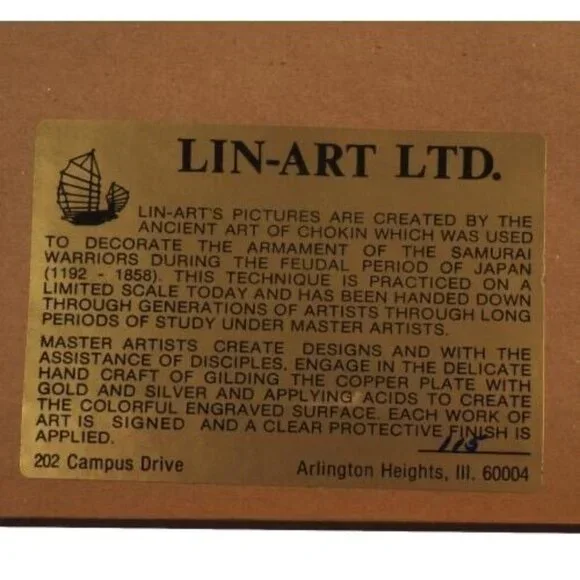 LIN-ART LTD.
LIN-ART'S PICTURES ARE CREATED BY THE
ANCIENT ART OF CHOKIN WHICH WAS USED
TO DECORATE THE ARMAMENT OF THE SAMURAI
WARRIORS DURING THE FEUDAL PERIOD OF JAPAN
(1192 - 1858). THIS TECHNIQUE IS PRACTICED ON A
LIMITED SCALE TODAY AND HAS BEEN HANDED DOWN
THROUGH GENERATIONS OF ARTISTS THROUGH LONG
PERIODS OF STUDY UNDER MASTER ARTISTS.
MASTER ARTISTS CREATE DESIGNS AND WITH THE
ASSISTANCE OF DISCIPLES, ENGAGE IN THE DELICATE
HAND CRAFT OF GILDING THE COPPER PLATE WITH
GOLD AND SILVER AND APPLYING ACIDS TO CREATE
THE COLORFUL ENGRAVED SURFACE. EACH WORK OF
ART IS SIGNED AND A CLEAR PROTECTIVE FINISH IS
APPLIED.
115
202 Campus Drive Arlington Heights, Ill. 60004